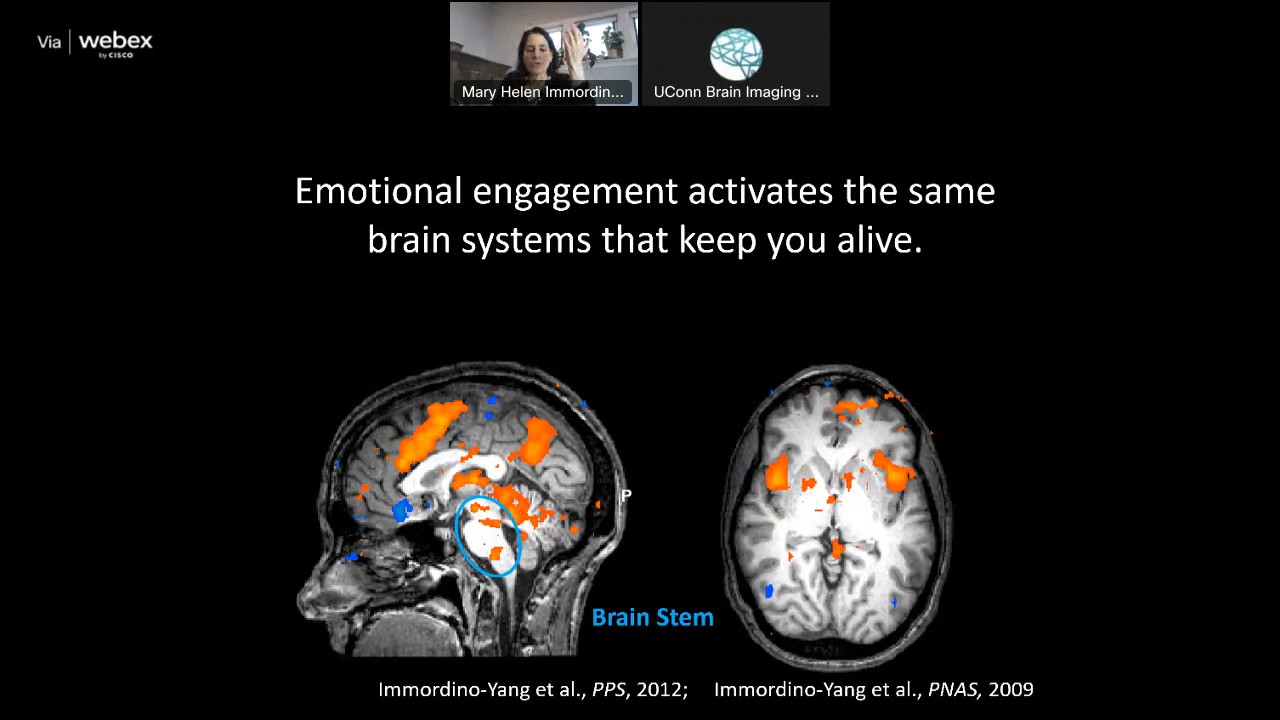 Via | webex
by CISCO
Mary Helen Immordin...
UConn Brain Imaging ...
Emotional engagement activates the same
brain systems that keep you alive.
P
Brain Stem
Immordino-Yang et al., PPS, 2012; Immordino-Yang et al., PNAS, 2009